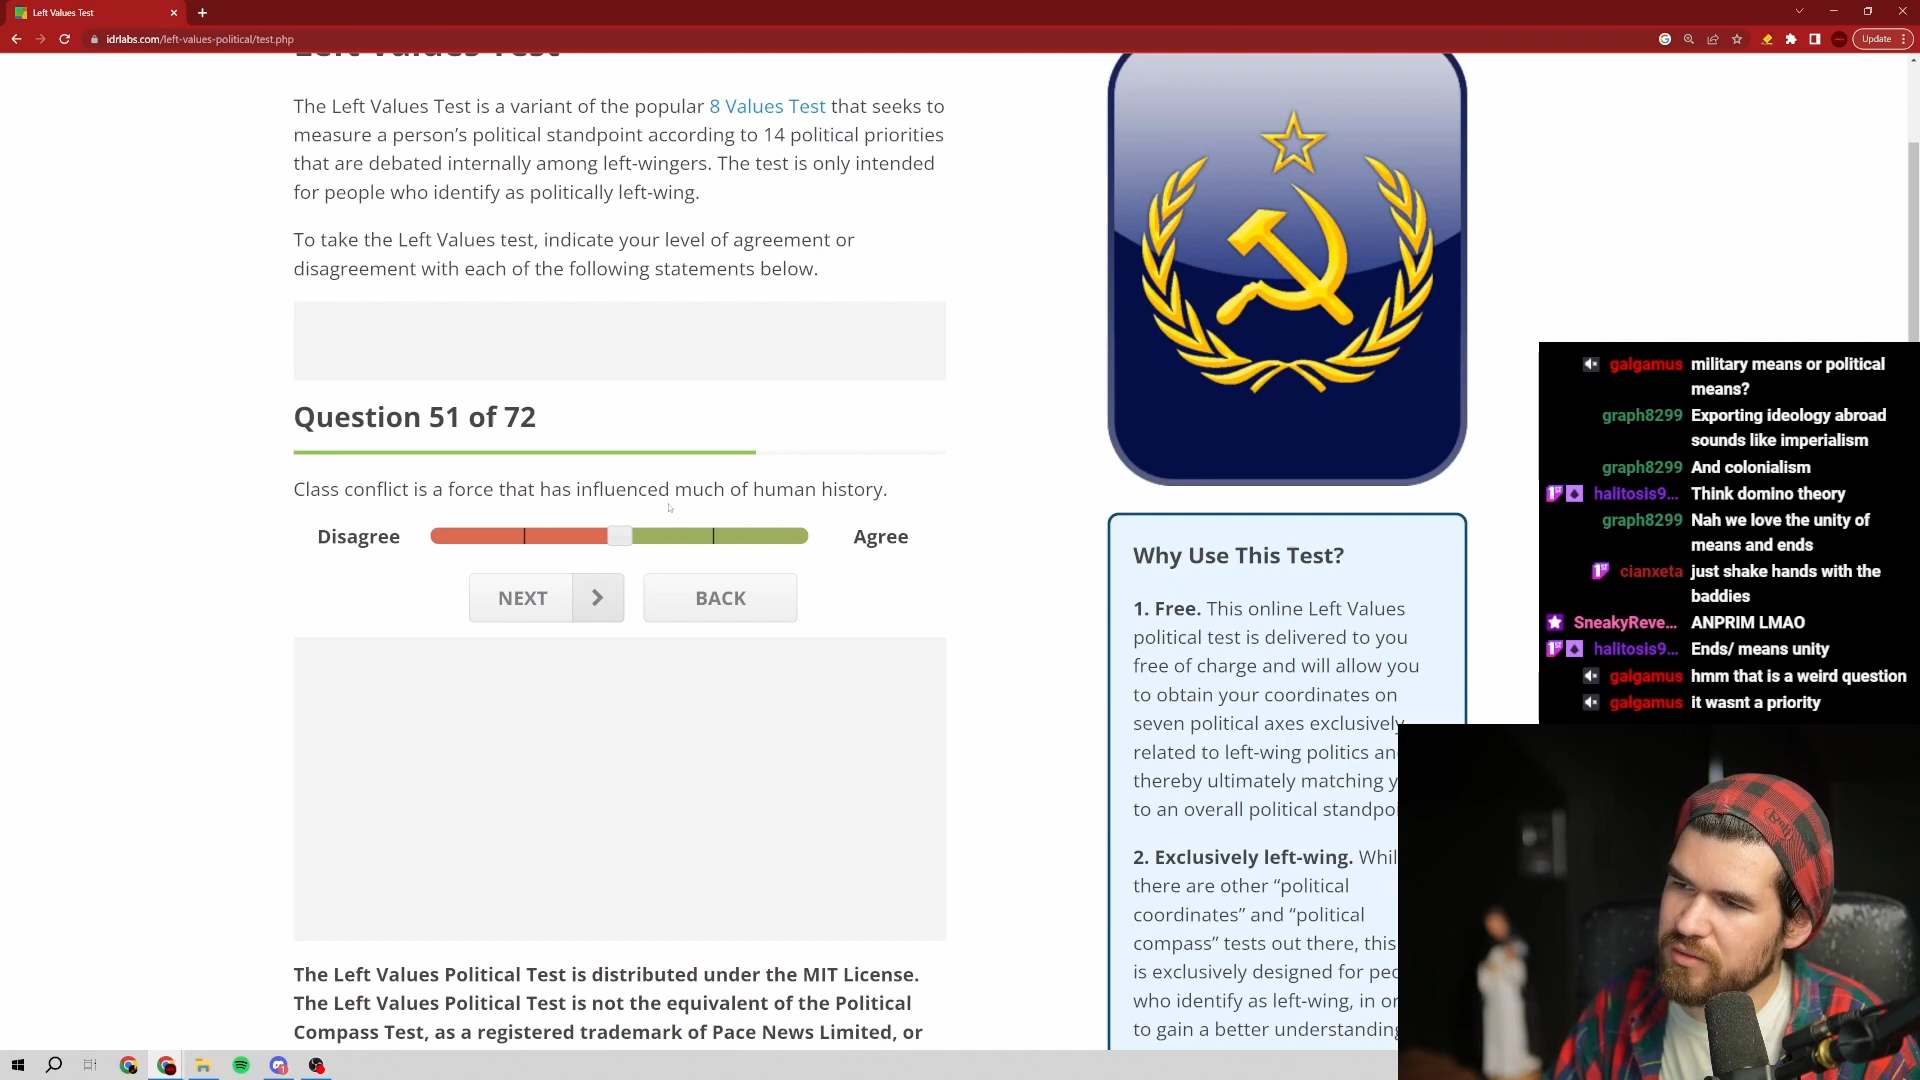 Left Values Test
idrlabs.com/left-values-political/test.php
Update
Left Values Test
The Left Values Test is a variant of the popular 8 Values Test that seeks to
measure a person's political standpoint according to 14 political priorities
that are debated internally among left-wingers. The test is only intended
for people who identify as politically left-wing.
To take the Left Values test, indicate your level of agreement or
disagreement with each of the following statements below.
Question 51 of 72
Class conflict is a force that has influenced much of human history.
Disagree
Agree
NEXT
BACK
The Left Values Political Test is distributed under the MIT License.
The Left Values Political Test is not the equivalent of the Political
Compass Test, as a registered trademark of Pace News Limited, or
Why Use This Test?
1. Free. This online Left Values
political test is delivered to you
free of charge and will allow you
to obtain your coordinates on
seven political axes exclusively
related to left-wing politics an
thereby ultimately matching y
to an overall political standpo
2. Exclusively left-wing. Whil
there are other “political
coordinates” and “political
compass” tests out there, this
is exclusively designed for peo
who identify as left-wing, in or
to gain a better understanding
galgamus military means or political
means?
graph8299 Exporting ideology abroad
sounds like imperialism
graph8299 And colonialism
halitosis9... Think domino theory
graph8299 Nah we love the unity of
means and ends
cianxeta just shake hands with the
baddies
SneakyReve... ANPRIM LMAO
halitosis9... Ends/ means unity
galgamus hmm that is a weird question
galgamus it wasnt a priority